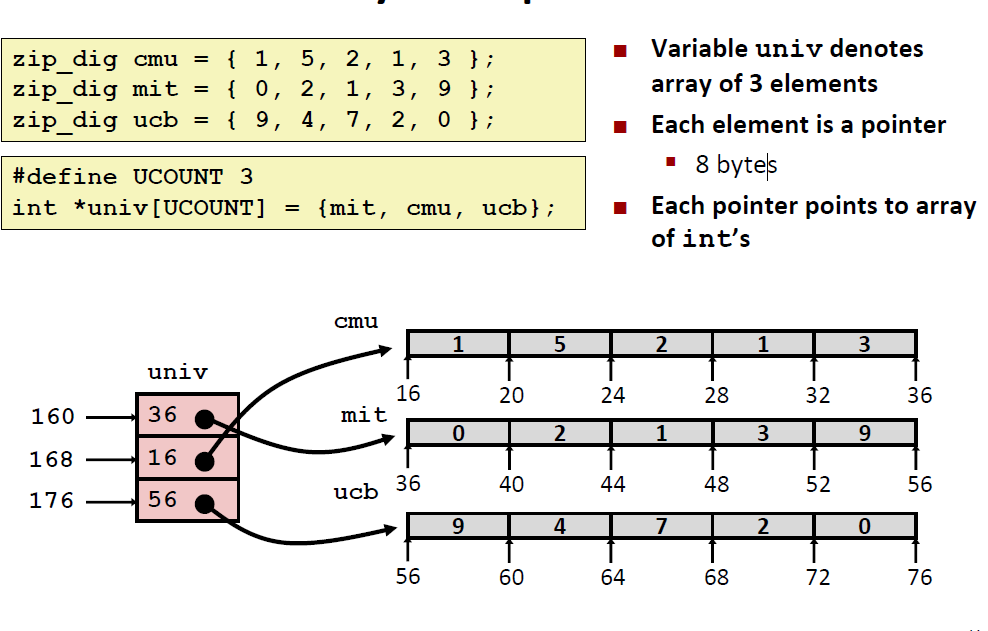 zip_dig cmu = { 1, 5, 2, 1, 3 };
zip_dig mit = { 0, 2, 1, 3, 9 };
zip_dig ucb = { 9, 4, 7, 2, 0 };
#define UCOUNT 3
int *univ[UCOUNT] = {mit, cmu, ucb};
Variable univ denotes
array of 3 elements
Each element is a pointer
8 bytes
Each pointer points to array
of int's
cmu
1 5 2 1 3
16 20 24 28 32 36
univ
160 36
168 16
176 56
mit
0 2 1 3 9
36 40 44 48 52 56
ucb
9 4 7 2 0
56 60 64 68 72 76